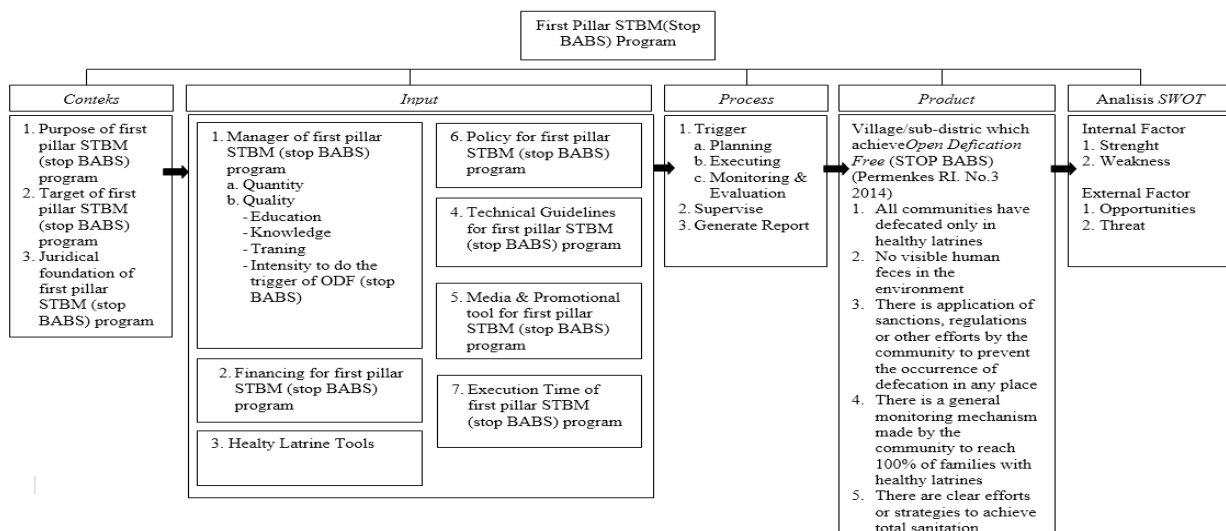 First Pillar STBM(Stop
BABS) Program
Conteks
1. Purpose of first
pillar STBM
(stop BABS)
program
2. Target of first
pillar STBM
(stop BABS)
program
3. Juridical
foundation of
first pillar
STBM (stop
BABS) program
Input
1. Manager of first pillar
STBM (stop BABS)
program
a. Quantity
b. Quality
- Education
- Knowledge
- Traning
- Intensity to do the
trigger of ODF (stop
BABS)
2. Financing for first pillar
STBM (stop BABS)
program
3. Healty Latrine Tools
6. Policy for first pillar
STBM (stop BABS)
program
4. Technical Guidelines
for first pillar STBM
(stop BABS) program
5. Media & Promotional
tool for first pillar
STBM (stop BABS)
program
7. Execution Time of
first pillar STBM
(stop BABS) program
Process
1. Trigger
a. Planning
b. Executing
c. Monitoring &
Evaluation
2. Supervise
3. Generate Report
Product
Village/sub-distric which
achieveOpen Defication
Free (STOP BABS)
(Permenkes RI. No.3
2014)
1. All communities have
defecated only in
healthy latrines
2. No visible human
feces in the
environment
3. There is application of
sanctions, regulations
or other efforts by the
community to prevent
the occurrence of
defecation in any place
4. There is a general
monitoring mechanism
made by the
community to reach
100% of families with
healthy latrines
5. There are clear efforts
or strategies to achieve
total sanitation
Analisis SWOT
Internal Factor
1. Strenght
2. Weakness
External Factor
1. Opportunities
2. Threat